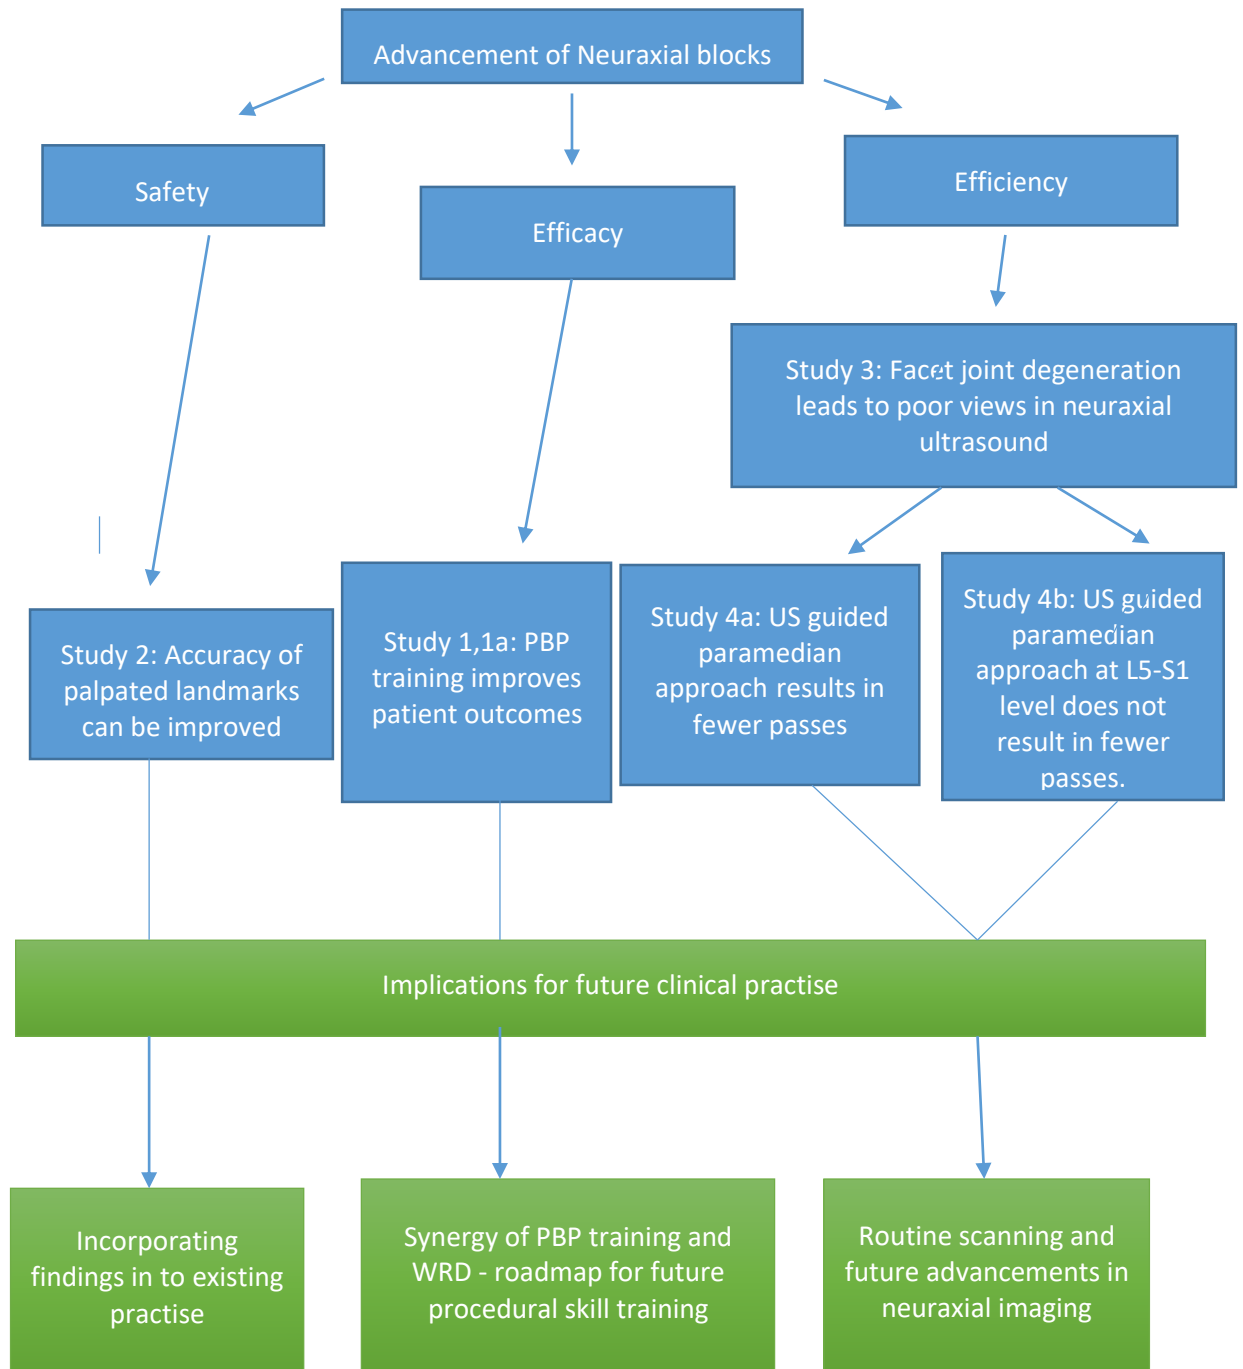 Advancement of Neuraxial blocks
Safety
Efficacy
Efficiency
Study 3: Facet joint degeneration
leads to poor views in neuraxial
ultrasound
Study 2: Accuracy of
palpated landmarks
can be improved
Study 1,1a: PBP
training improves
patient outcomes
Study 4a: US guided
paramedian
approach results in
fewer passes
Study 4b: US guided
paramedian
approach at L5-S1
level does not
result in fewer
passes.
Implications for future clinical practise
Incorporating
findings in to existing
practise
Synergy of PBP training and
WRD - roadmap for future
procedural skill training
Routine scanning and
future advancements in
neuraxial imaging